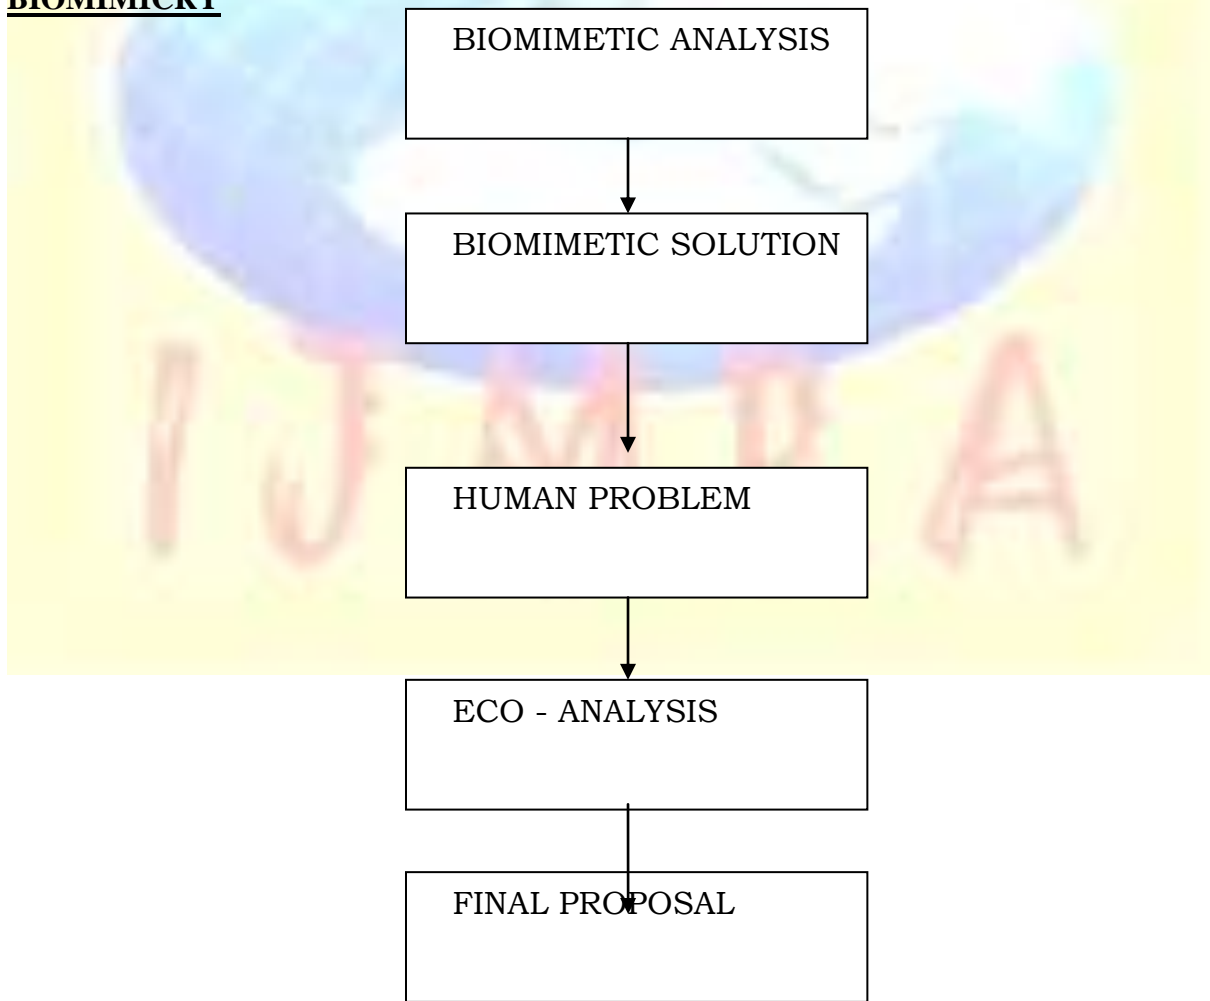 BIOMIMICRY
BIOMIMETIC ANALYSIS
BIOMIMETIC SOLUTION
HUMAN PROBLEM
ECO - ANALYSIS
FINAL PROPOSAL